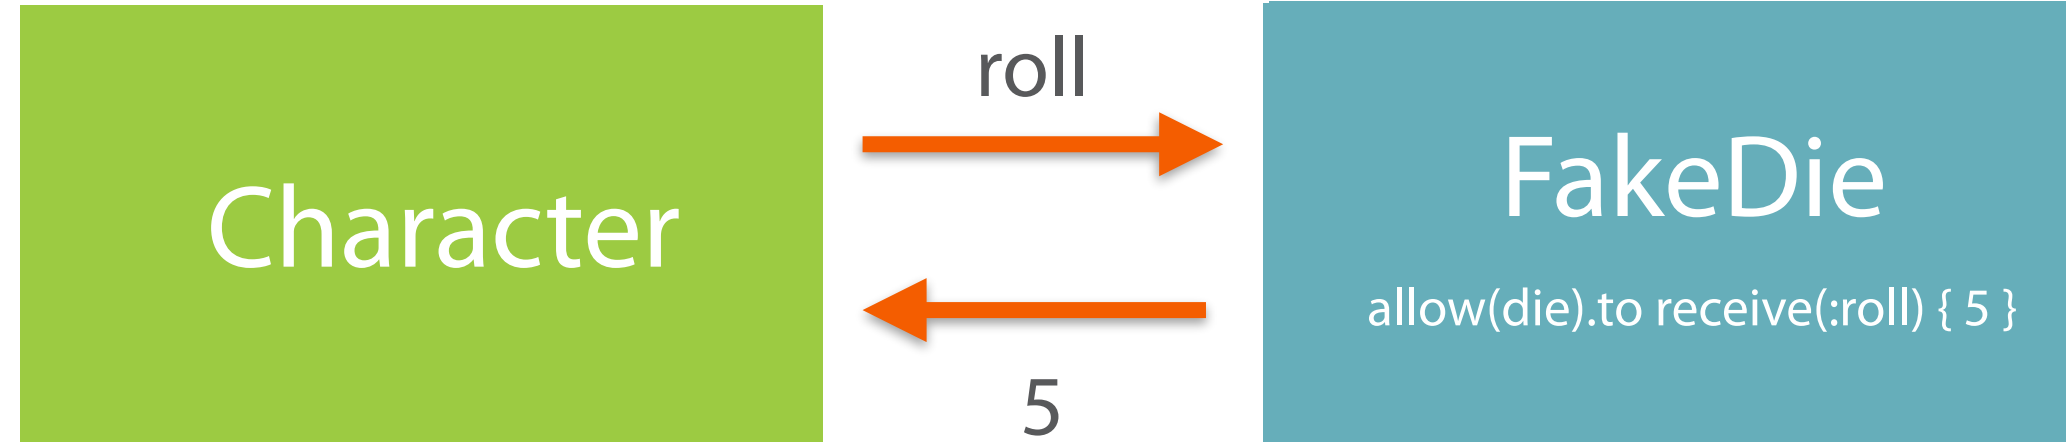 Character
roll
5
FakeDie
allow(die).to receive(:roll) { 5 }